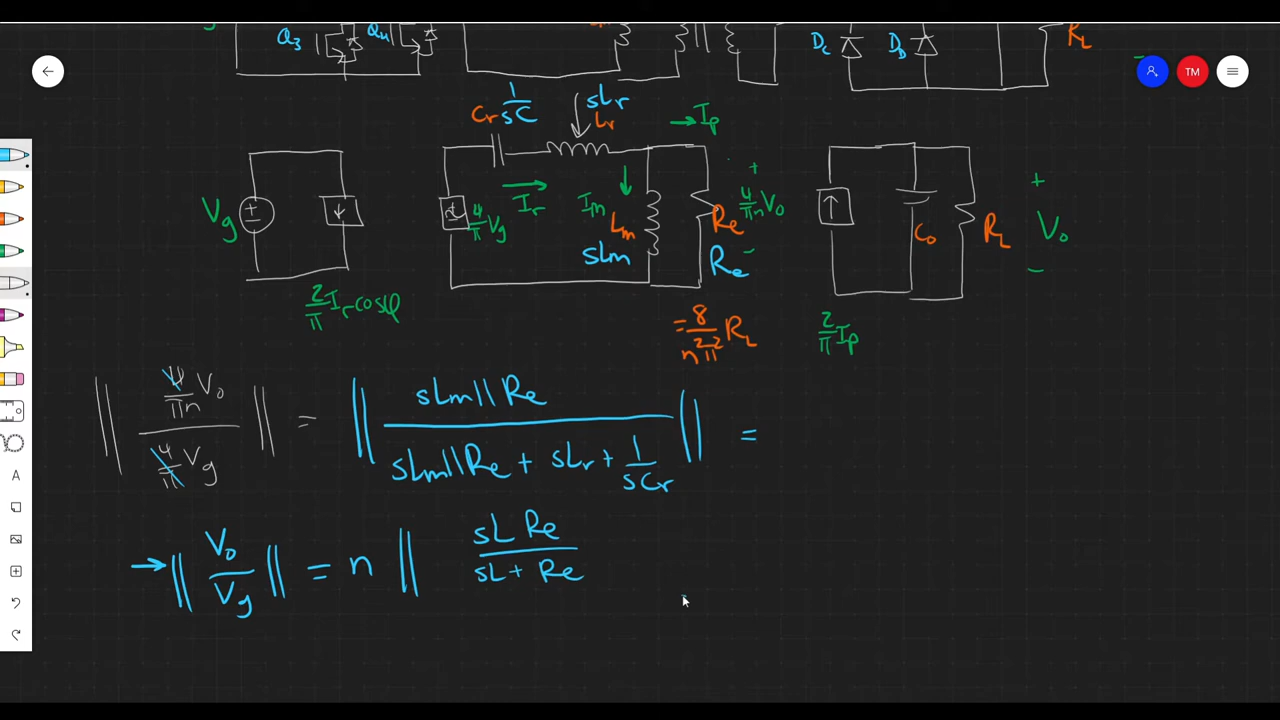 Q3 Q4 Dc DD RL
1/sC sLr
Cr Lr → Ip
+ +
Vg 4/π Vg Ir Im Lm Re 4/πn Vo Co RL Vo
sLm Re - -
2/π Ir cosφ = 8/n²π² RL 2/π Ip
|| (4/πn Vo)/(4/π Vg) || = || (sLm||Re)/(sLm||Re + sLr + 1/sCr) || =
→ || Vo/Vg || = n || (sL Re)/(sL + Re)
TM
A